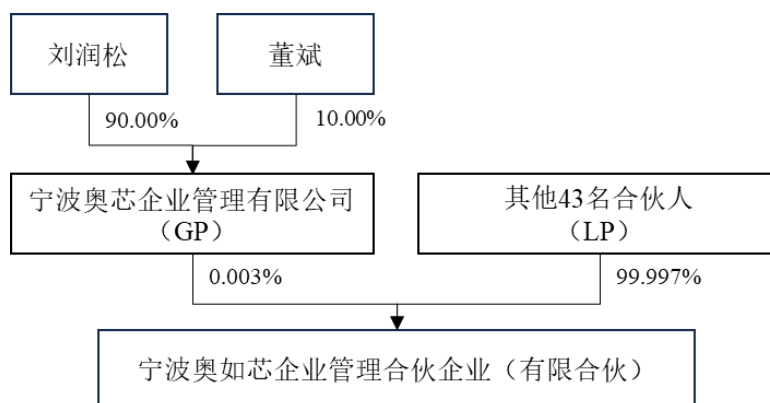 刘润松
董斌
90.00%
10.00%
宁波奥芯企业管理有限公司
（GP）
其他43名合伙人
（LP）
0.003%
99.997%
宁波奥如芯企业管理合伙企业（有限合伙）